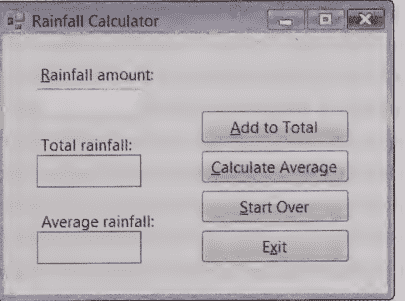 Rainfall Calculator
Rainfall amount:
Add to Total
Total rainfall:
Calculate Average
Start Over
Average rainfall:
Exit